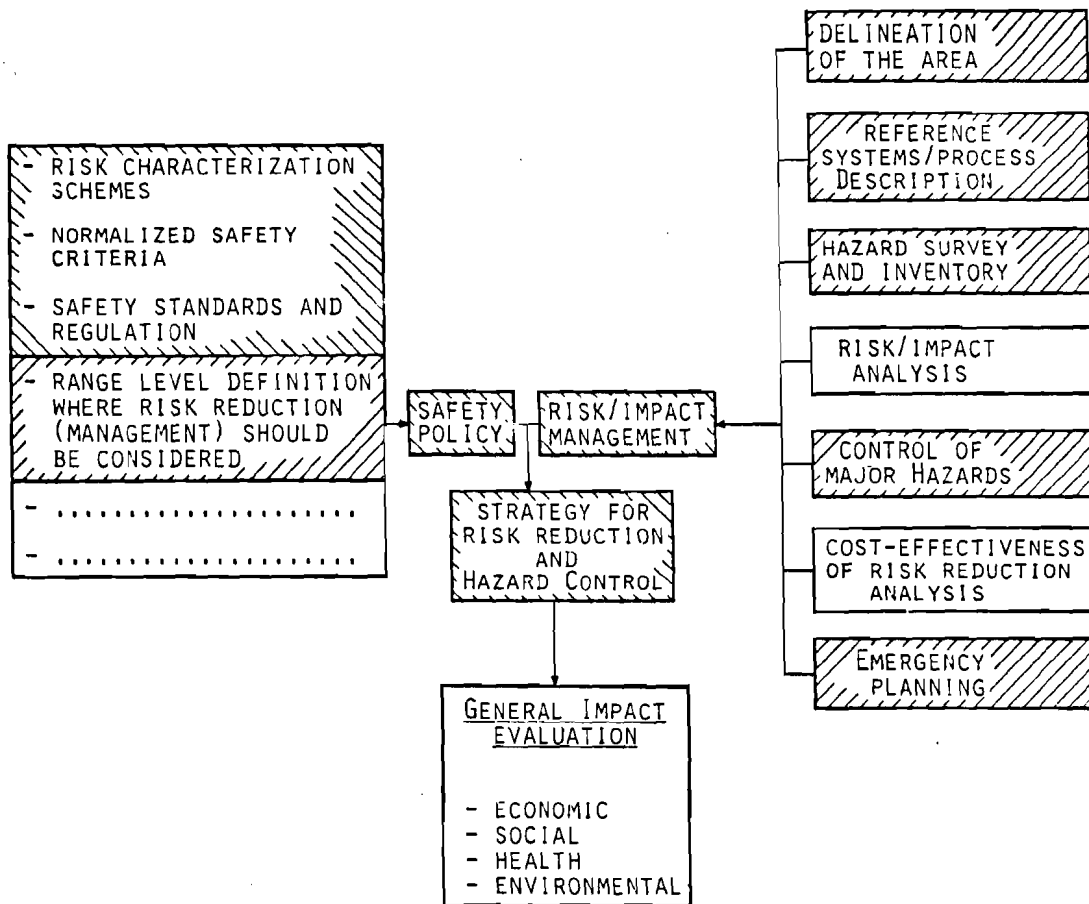 - RISK CHARACTERIZATION
SCHEMES
- NORMALIZED SAFETY
CRITERIA
- SAFETY STANDARDS AND
REGULATION
- RANGE LEVEL DEFINITION
WHERE RISK REDUCTION
(MANAGEMENT) SHOULD
BE CONSIDERED
- ......................
- ......................
SAFETY
POLICY
RISK/IMPACT
MANAGEMENT
STRATEGY FOR
RISK REDUCTION
AND
HAZARD CONTROL
GENERAL IMPACT
EVALUATION
- ECONOMIC
- SOCIAL
- HEALTH
- ENVIRONMENTAL
DELINEATION
OF THE AREA
REFERENCE
SYSTEMS/PROCESS
DESCRIPTION
HAZARD SURVEY
AND INVENTORY
RISK/IMPACT
ANALYSIS
CONTROL OF
MAJOR HAZARDS
COST-EFFECTIVENESS
OF RISK REDUCTION
ANALYSIS
EMERGENCY
PLANNING